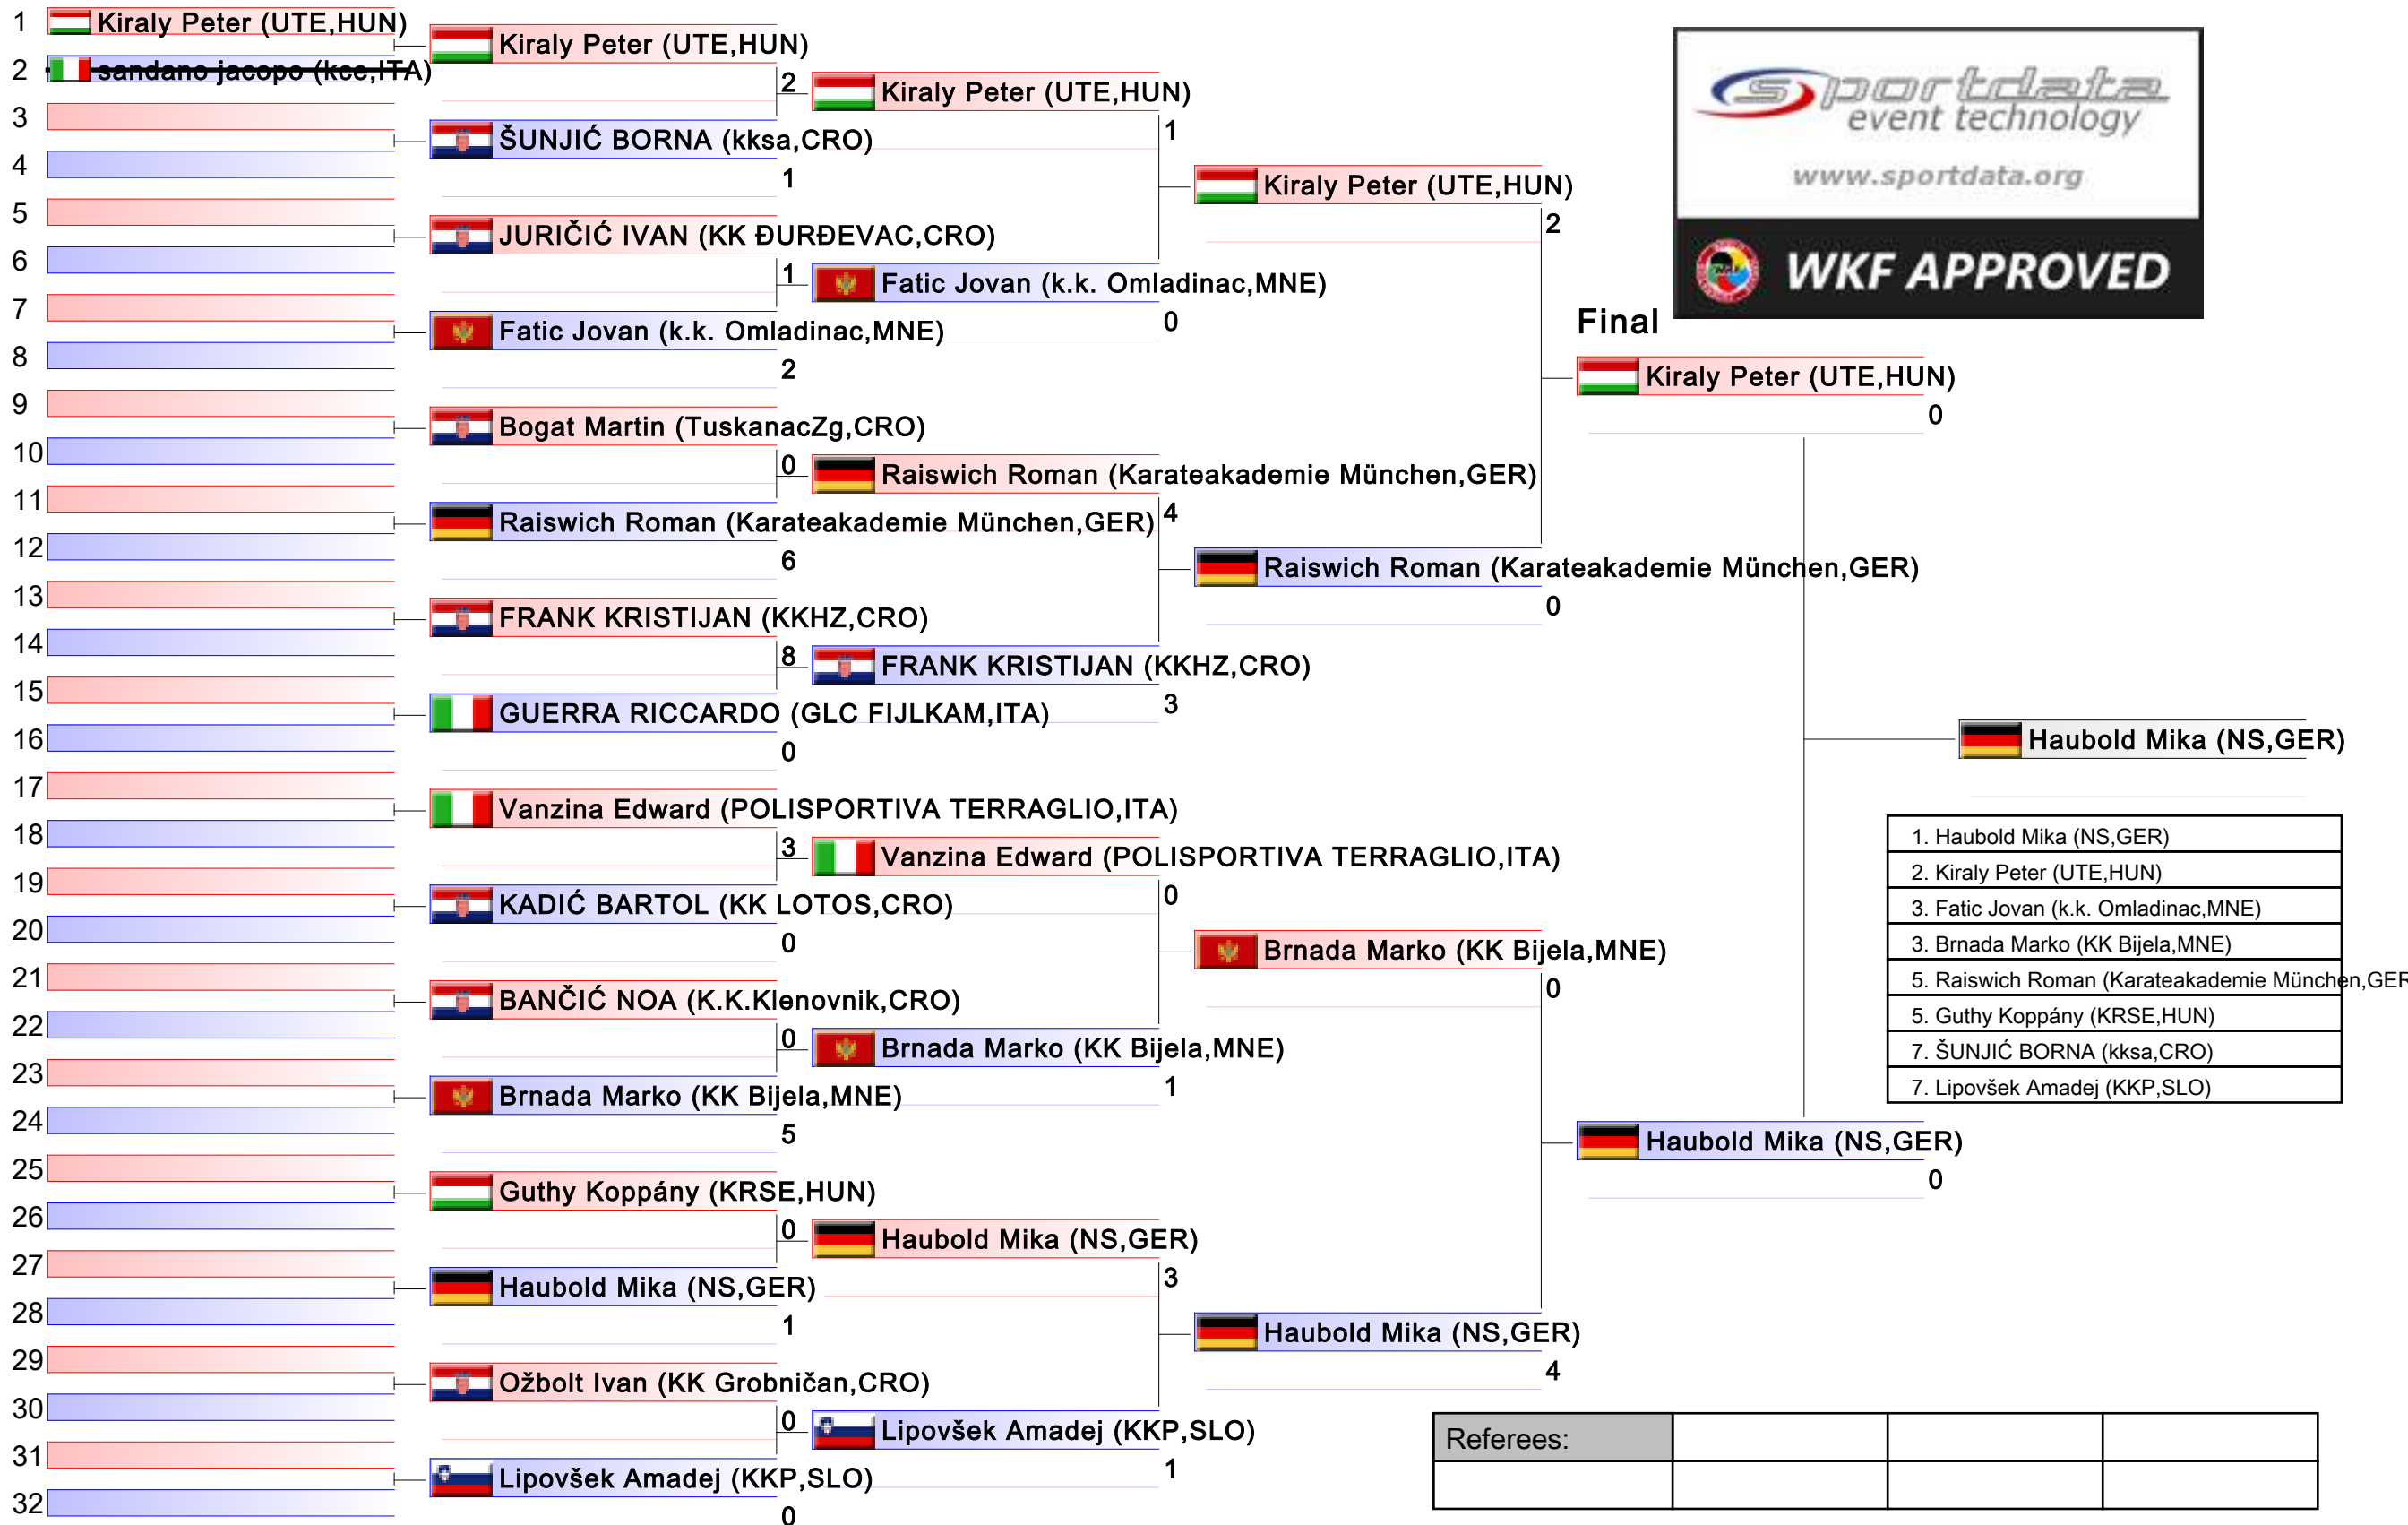 1 Kiraly Peter (UTE,HUN)
2 sandano jacopo (kce,ITA)
3
4
5
6
7
8
9
10
11
12
13
14
15
16
17
18
19
20
21
22
23
24
25
26
27
28
29
30
31
32
Kiraly Peter (UTE,HUN)
2
ŠUNJIĆ BORNA (kksa,CRO)
1
JURIČIĆ IVAN (KK ĐURĐEVAC,CRO)
1
Fatic Jovan (k.k. Omladinac,MNE)
2
Bogat Martin (TuskanacZg,CRO)
0
Raiswich Roman (Karateakademie München,GER)
6
FRANK KRISTIJAN (KKHZ,CRO)
8
GUERRA RICCARDO (GLC FIJLKAM,ITA)
0
Vanzina Edward (POLISPORTIVA TERRAGLIO,ITA)
3
KADIĆ BARTOL (KK LOTOS,CRO)
0
BANČIĆ NOA (K.K.Klenovnik,CRO)
0
Brnada Marko (KK Bijela,MNE)
5
Guthy Koppány (KRSE,HUN)
0
Haubold Mika (NS,GER)
1
Ožbolt Ivan (KK Grobničan,CRO)
0
Lipovšek Amadej (KKP,SLO)
0
Kiraly Peter (UTE,HUN)
1
Fatic Jovan (k.k. Omladinac,MNE)
0
Raiswich Roman (Karateakademie München,GER)
4
FRANK KRISTIJAN (KKHZ,CRO)
3
Vanzina Edward (POLISPORTIVA TERRAGLIO,ITA)
0
Brnada Marko (KK Bijela,MNE)
1
Haubold Mika (NS,GER)
3
Lipovšek Amadej (KKP,SLO)
1
Kiraly Peter (UTE,HUN)
2
Raiswich Roman (Karateakademie München,GER)
0
Brnada Marko (KK Bijela,MNE)
0
Haubold Mika (NS,GER)
4
Final
Kiraly Peter (UTE,HUN)
0
Haubold Mika (NS,GER)
0
Haubold Mika (NS,GER)
sportdata
event technology
www.sportdata.org
WKF APPROVED
1. Haubold Mika (NS,GER)
2. Kiraly Peter (UTE,HUN)
3. Fatic Jovan (k.k. Omladinac,MNE)
3. Brnada Marko (KK Bijela,MNE)
5. Raiswich Roman (Karateakademie München,GER
5. Guthy Koppány (KRSE,HUN)
7. ŠUNJIĆ BORNA (kksa,CRO)
7. Lipovšek Amadej (KKP,SLO)
Referees: